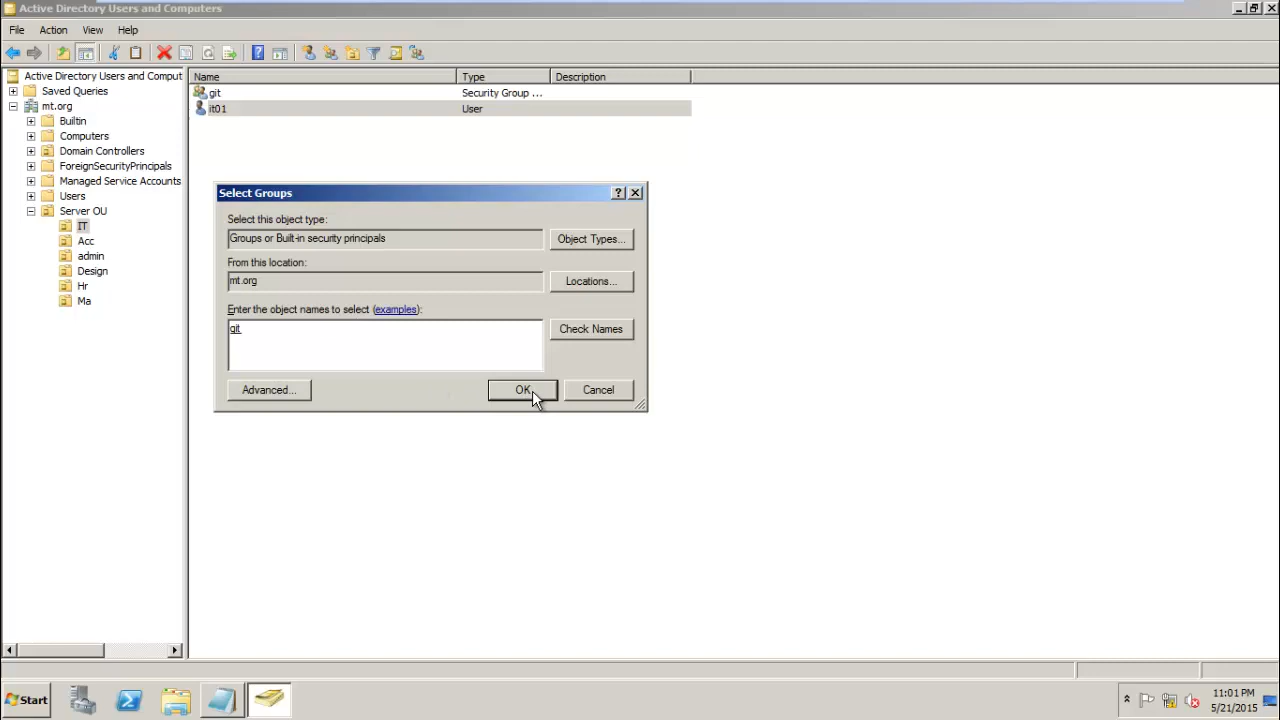 Active Directory Users and Computers
File Action View Help
Active Directory Users and Comput
Saved Queries
mt.org
Builtin
Computers
Domain Controllers
ForeignSecurityPrincipals
Managed Service Accounts
Users
Server OU
IT
Acc
admin
Design
Hr
Ma
Name Type Description
git Security Group ...
it01 User
Select Groups
Select this object type:
Groups or Built-in security principals Object Types...
From this location:
mt.org Locations...
Enter the object names to select (examples):
git Check Names
Advanced... OK Cancel
Start
11:01 PM
5/21/2015